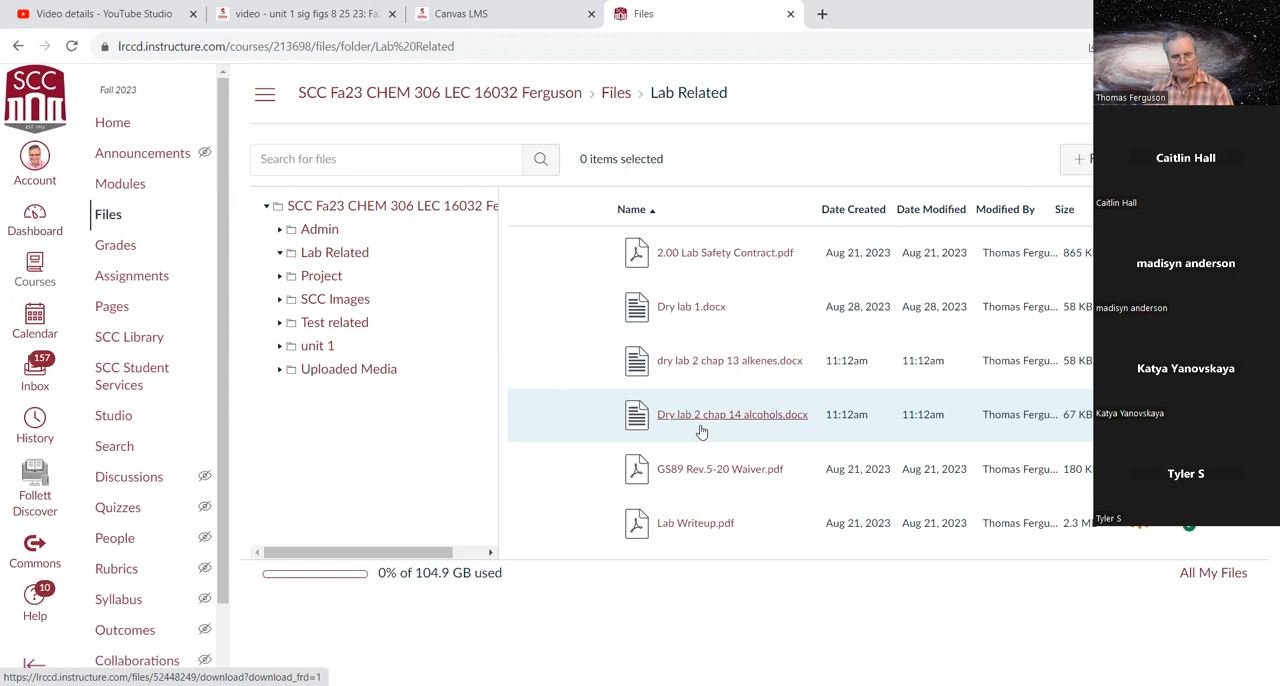 Video details - YouTube Studio
video - unit 1 sig figs 8 25 23: Fa
Canvas LMS
Files
lrccd.instructure.com/courses/213698/files/folder/Lab%20Related
Thomas Ferguson
SCC
EST 1916
Account
Dashboard
Courses
Calendar
157
Inbox
History
Follett
Discover
Commons
10
Help
Fall 2023
Home
Announcements
Modules
Files
Grades
Assignments
Pages
SCC Library
SCC Student
Services
Studio
Search
Discussions
Quizzes
People
Rubrics
Syllabus
Outcomes
Collaborations
SCC Fa23 CHEM 306 LEC 16032 Ferguson > Files > Lab Related
Search for files
0 items selected
SCC Fa23 CHEM 306 LEC 16032 Fe
Admin
Lab Related
Project
SCC Images
Test related
unit 1
Uploaded Media
Name Date Created Date Modified Modified By Size
2.00 Lab Safety Contract.pdf Aug 21, 2023 Aug 21, 2023 Thomas Fergu... 865 KB
Dry lab 1.docx Aug 28, 2023 Aug 28, 2023 Thomas Fergu... 58 KB
dry lab 2 chap 13 alkenes.docx 11:12am 11:12am Thomas Fergu... 58 KB
Dry lab 2 chap 14 alcohols.docx 11:12am 11:12am Thomas Fergu... 67 KB
GS89 Rev.5-20 Waiver.pdf Aug 21, 2023 Aug 21, 2023 Thomas Fergu... 180 K
Lab Writeup.pdf Aug 21, 2023 Aug 21, 2023 Thomas Fergu... 2.3 M
0% of 104.9 GB used
All My Files
Caitlin Hall
Caitlin Hall
madisyn anderson
madisyn anderson
Katya Yanovskaya
Katya Yanovskaya
Tyler S
Tyler S
https://lrccd.instructure.com/files/52448249/download?download_frd=1